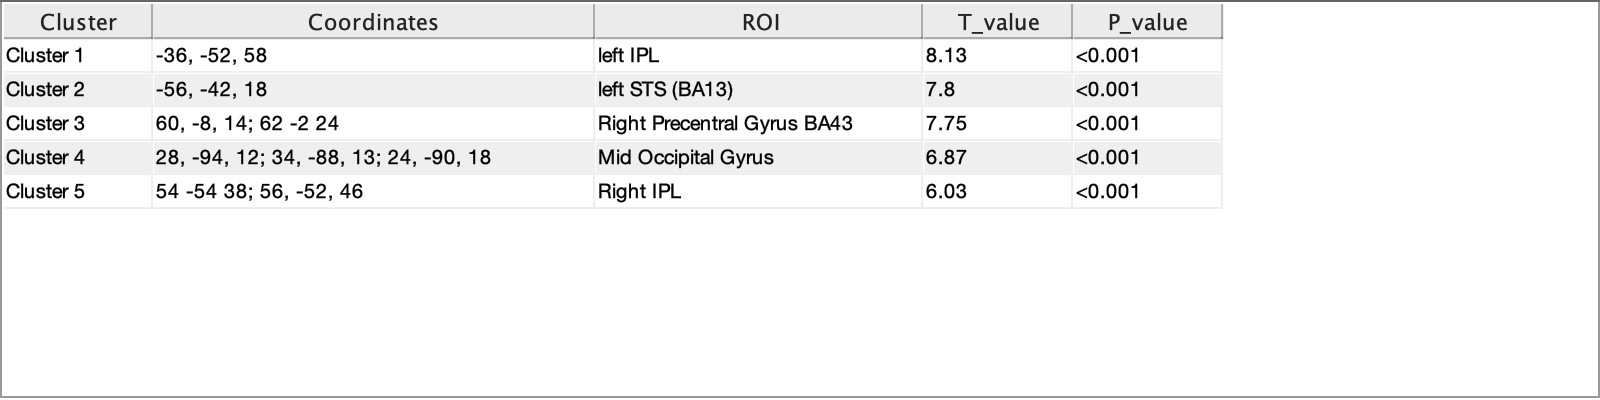 Cluster Coordinates ROI T_value P_value
Cluster 1 -36, -52, 58 left IPL 8.13 <0.001
Cluster 2 -56, -42, 18 left STS (BA13) 7.8 <0.001
Cluster 3 60, -8, 14; 62 -2 24 Right Precentral Gyrus BA43 7.75 <0.001
Cluster 4 28, -94, 12; 34, -88, 13; 24, -90, 18 Mid Occipital Gyrus 6.87 <0.001
Cluster 5 54 -54 38; 56, -52, 46 Right IPL 6.03 <0.001